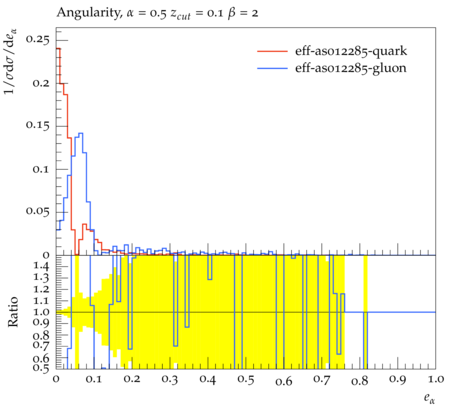 Angularity, α = 0.5 z_cut = 0.1 β = 2
1/σdσ/de_α
0.25
0.2
0.15
0.1
0.05
0
eff-as012285-quark
eff-as012285-gluon
Ratio
1.4
1.3
1.2
1.1
1.0
0.9
0.8
0.7
0.6
0.5
0 0.1 0.2 0.3 0.4 0.5 0.6 0.7 0.8 0.9 1.0
e_α